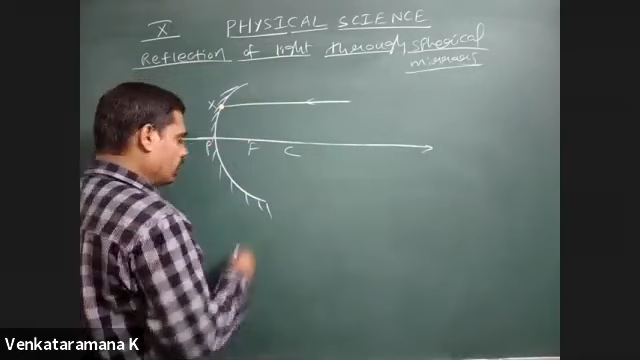 X PHYSICAL SCIENCE
Reflection of light through spherical
mirrors
X
P F C
Venkataramana K